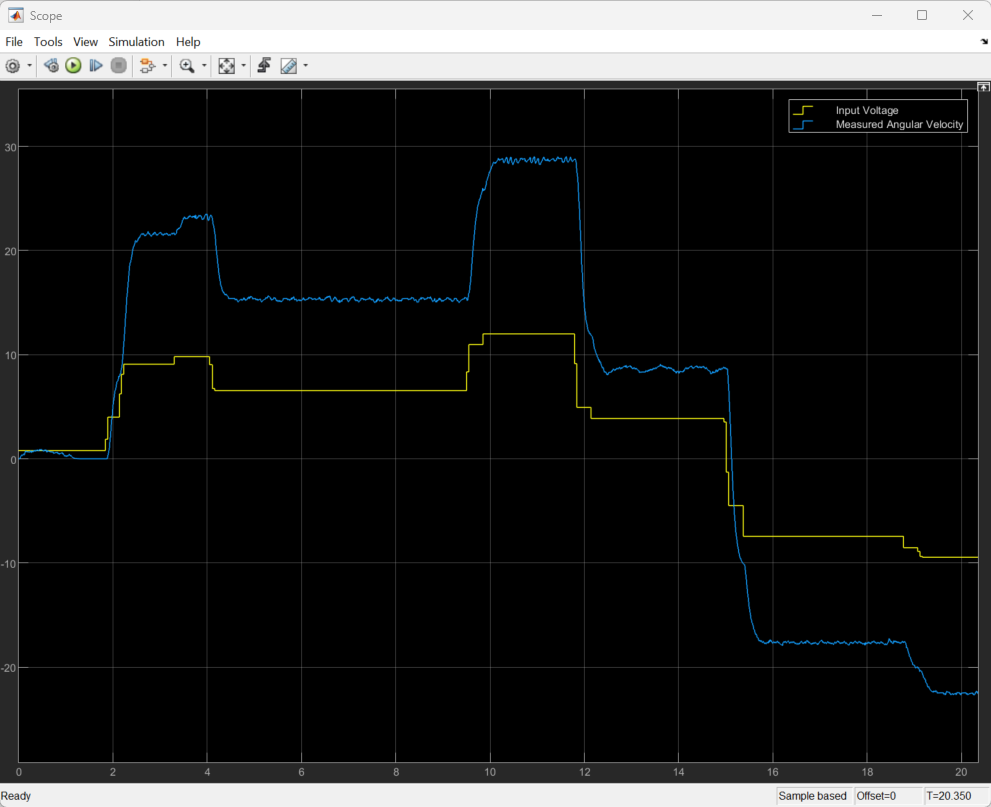 Scope
File Tools View Simulation Help
Input Voltage
Measured Angular Velocity
30
20
10
0
-10
-20
0 2 4 6 8 10 12 14 16 18 20
Ready
Sample based Offset=0 T=20.350